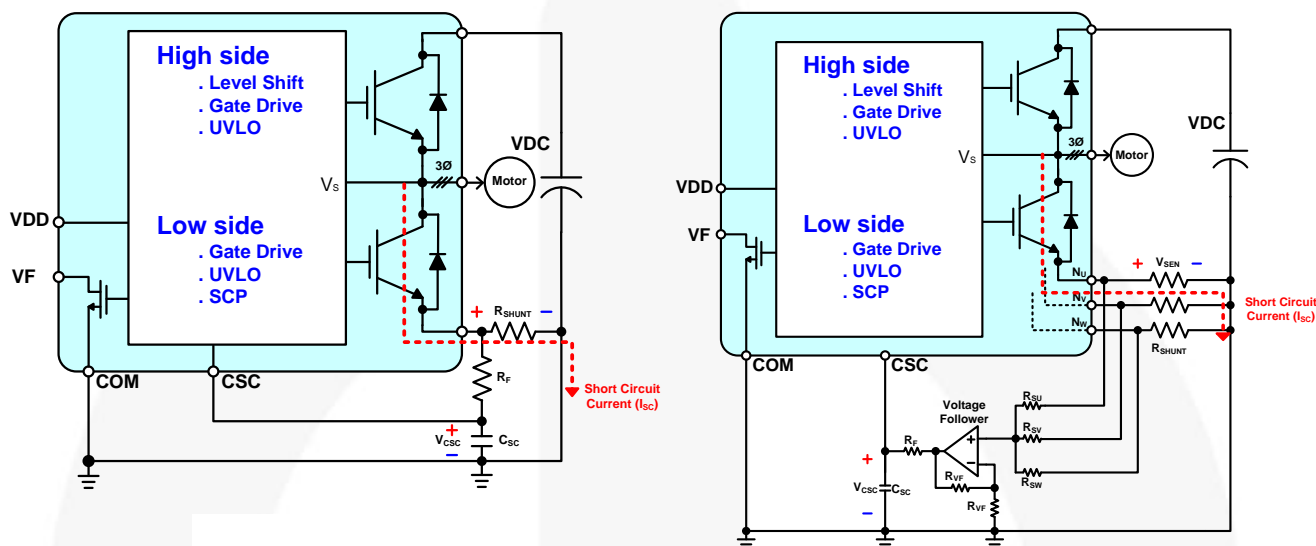 High side
. Level Shift
. Gate Drive
. UVLO
VDC
3Ø
Motor
VS
VDD
Low side
. Gate Drive
. UVLO
. SCP
VF
+ RSHUNT −
COM
CSC
RF
Short Circuit
Current (ISC)
+
VCSC
CSC
−
High side
. Level Shift
. Gate Drive
. UVLO
VDC
3Ø
Motor
VS
VDD
Low side
. Gate Drive
. UVLO
. SCP
VF
+ VSEN −
NU
NV
NW
Short Circuit
Current (ISC)
RSHUNT
COM
CSC
Voltage
Follower
RSU
RSV
RSW
RF
+
−
RVF
RVF
+
VCSC
CSC
−